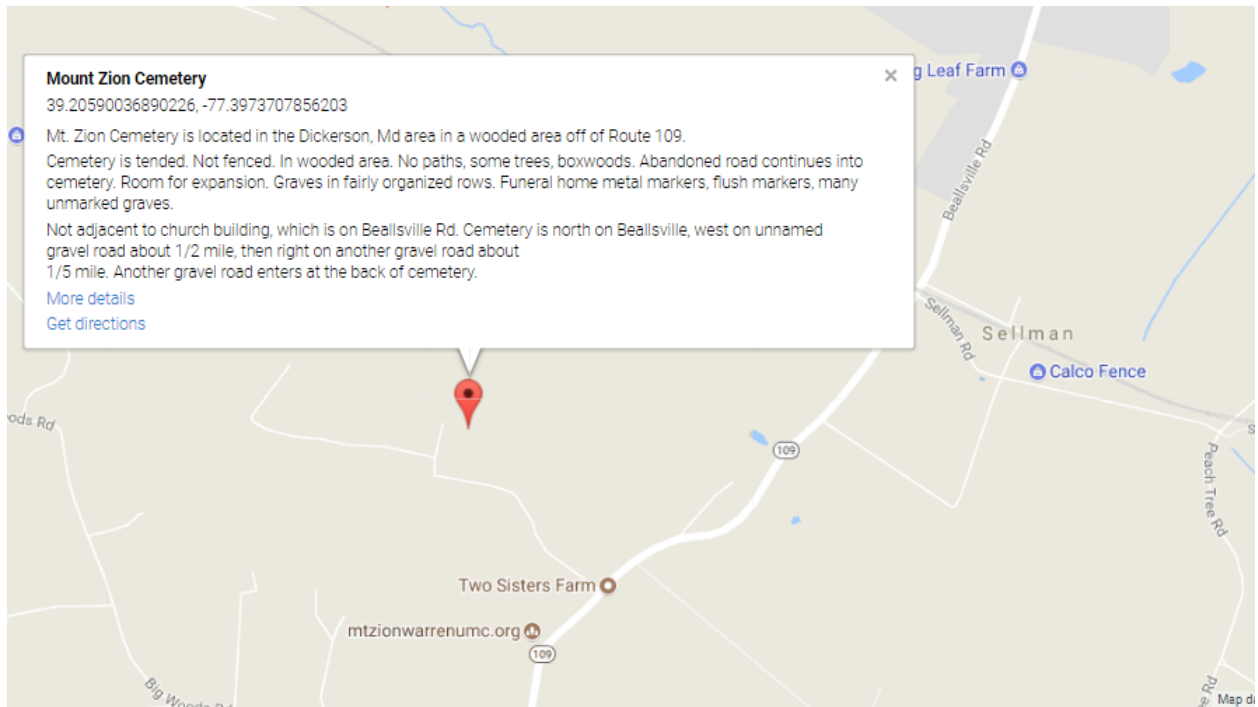 Mount Zion Cemetery
39.20590036890226, -77.3973707856203
Mt. Zion Cemetery is located in the Dickerson, Md area in a wooded area off of Route 109.
Cemetery is tended. Not fenced. In wooded area. No paths, some trees, boxwoods. Abandoned road continues into
cemetery. Room for expansion. Graves in fairly organized rows. Funeral home metal markers, flush markers, many
unmarked graves.
Not adjacent to church building, which is on Beallsville Rd. Cemetery is north on Beallsville, west on unnamed
gravel road about 1/2 mile, then right on another gravel road about
1/5 mile. Another gravel road enters at the back of cemetery.
More details
Get directions
g Leaf Farm
Beallsville Rd
Sellman Rd
Sellman
Calco Fence
ods Rd
109
Peach Tree Rd
Two Sisters Farm
mtzionwarrenumc.org
109
Big Woods Rd
Rd
Map da